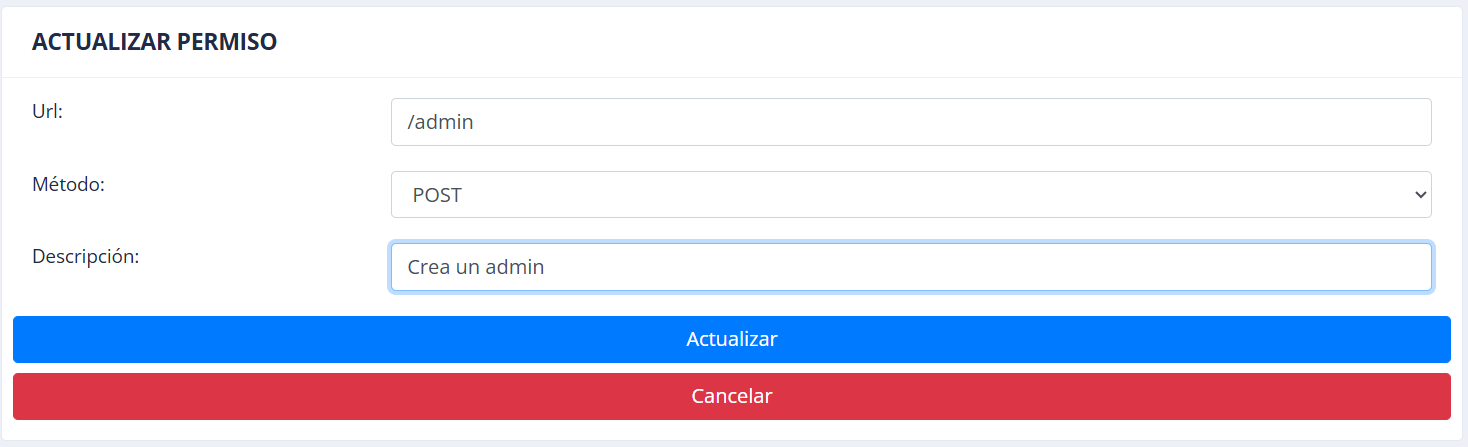 ACTUALIZAR PERMISO
Url:
/admin
Método:
POST
Descripción:
Crea un admin
Actualizar
Cancelar